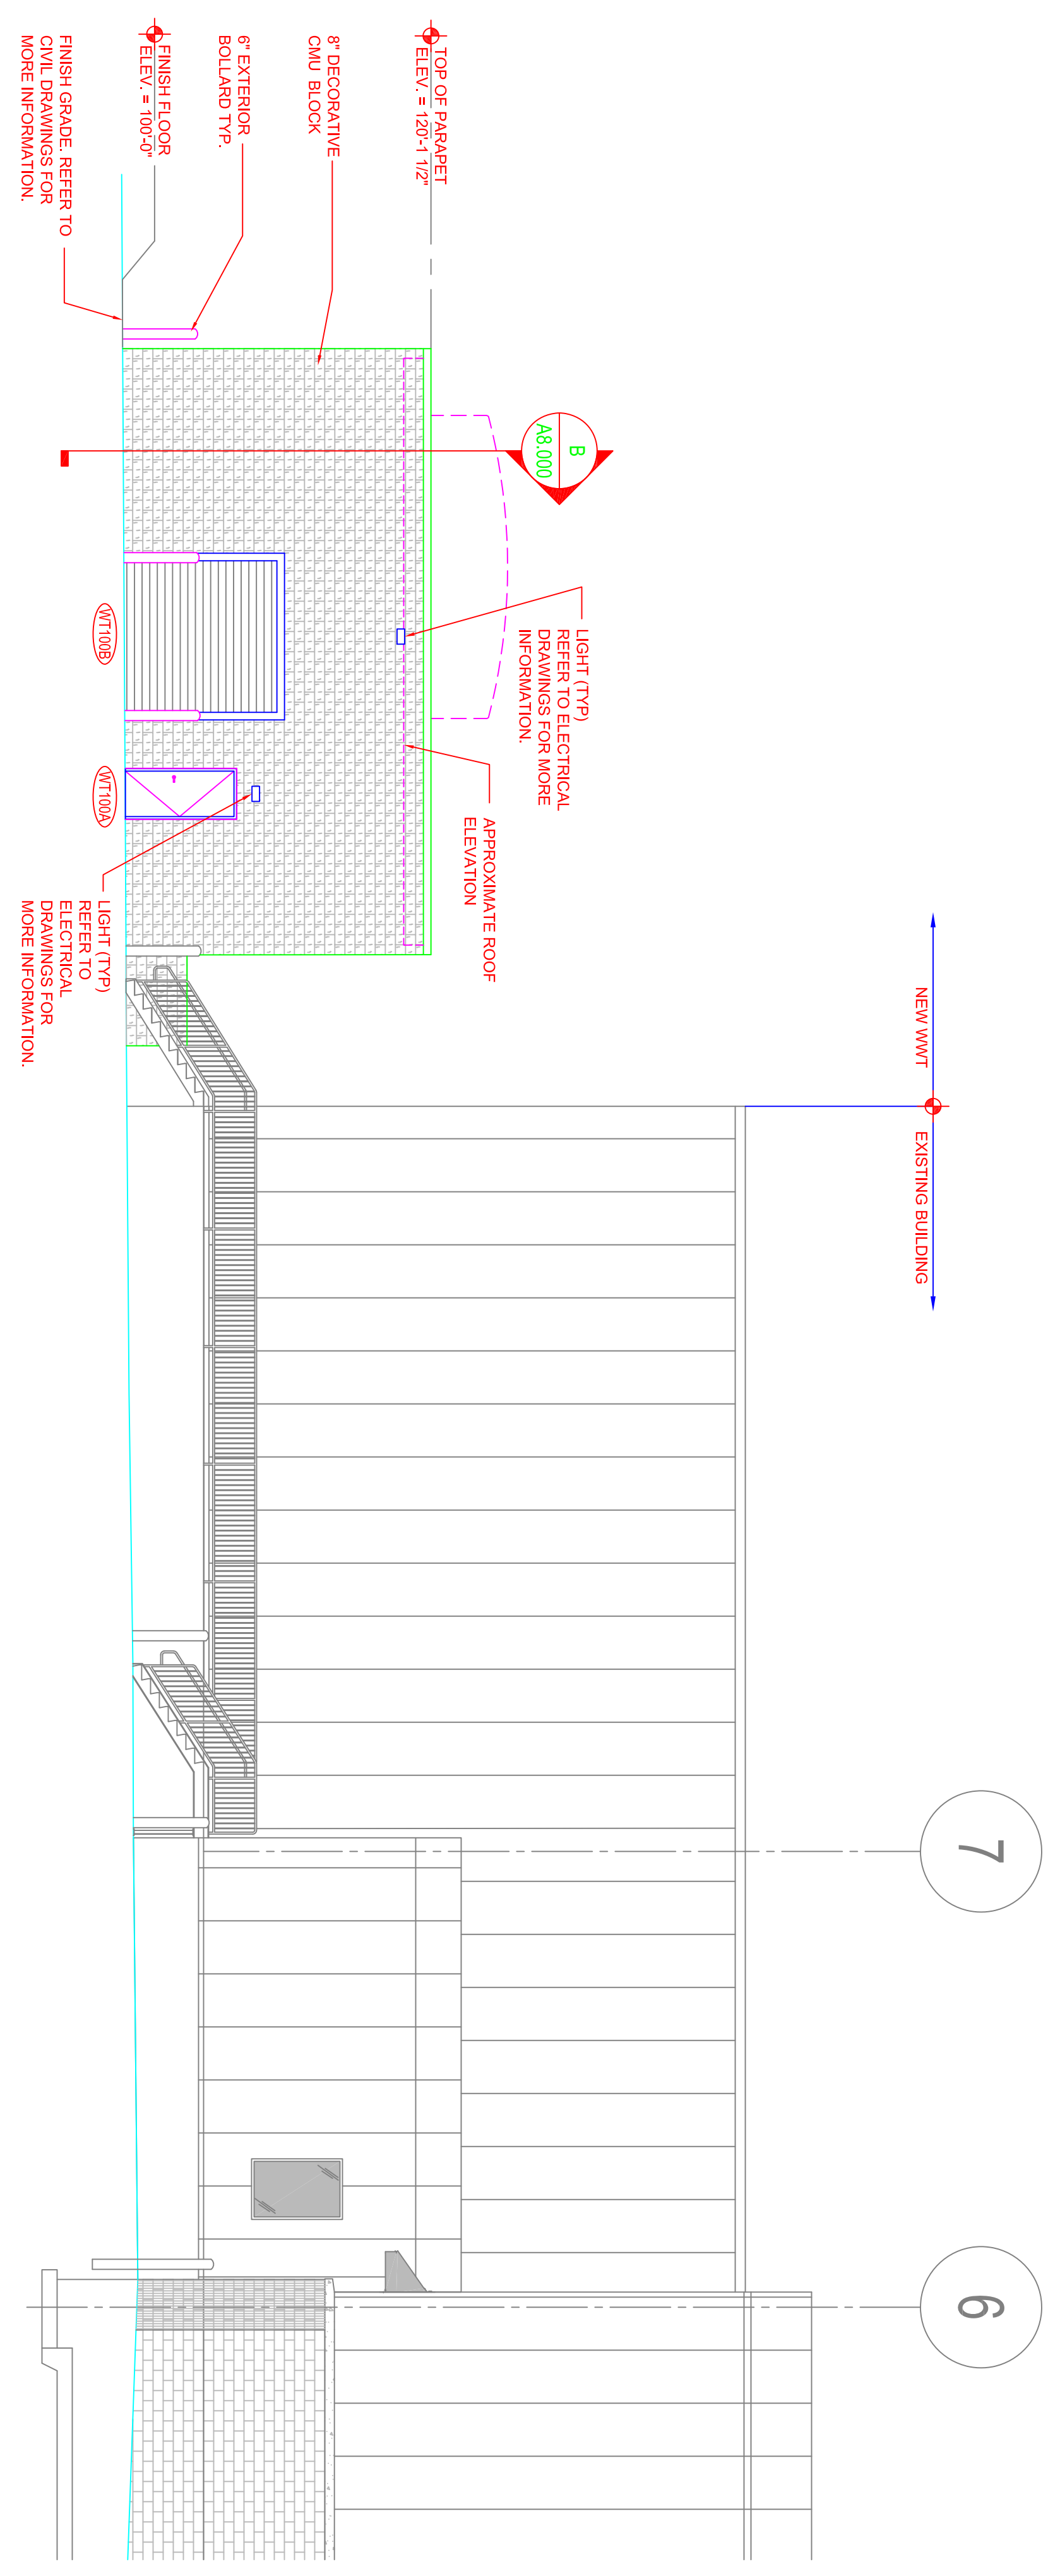 TOP OF PARAPET
ELEV. = 120'-1 1/2"
8" DECORATIVE
CMU BLOCK
6" EXTERIOR
BOLLARD TYP.
FINISH FLOOR
ELEV. = 100'-0"
FINISH GRADE. REFER TO
CIVIL DRAWINGS FOR
MORE INFORMATION.
B
A8.000
LIGHT (TYP)
REFER TO ELECTRICAL
DRAWINGS FOR MORE
INFORMATION.
WT100B
WT100A
APPROXIMATE ROOF
ELEVATION
LIGHT (TYP)
REFER TO
ELECTRICAL
DRAWINGS FOR
MORE INFORMATION.
NEW WWT
EXISTING BUILDING
7
6